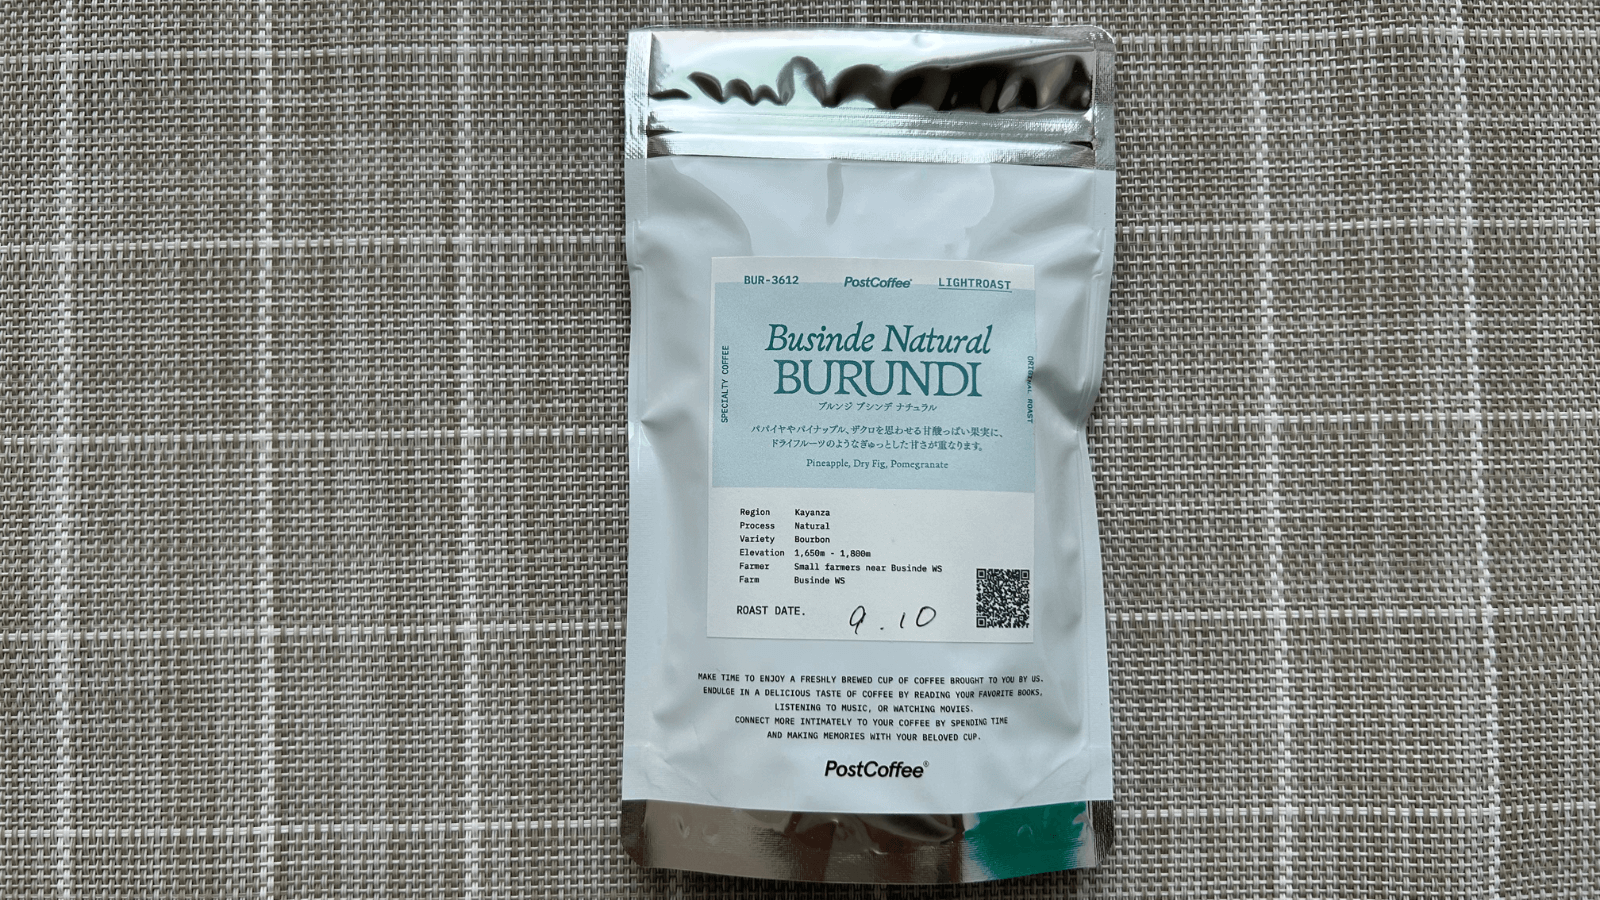 BUR-3612 PostCoffee® LIGHTROAST
Businde Natural
BURUNDI
ブルンジ ブシンデ ナチュラル
SPECIALTY COFFEE
ORIGINAL ROAST
パパイヤやパイナップル、ザクロを思わせる甘酸っぱい果実に、
ドライフルーツのようなぎゅっとした甘さが重なります。
Pineapple, Dry Fig, Pomegranate
Region Kayanza
Process Natural
Variety Bourbon
Elevation 1,650m - 1,800m
Farmer Small farmers near Businde WS
Farm Businde WS
ROAST DATE. 9.10
MAKE TIME TO ENJOY A FRESHLY BREWED CUP OF COFFEE BROUGHT TO YOU BY US.
ENDULGE IN A DELICIOUS TASTE OF COFFEE BY READING YOUR FAVORITE BOOKS,
LISTENING TO MUSIC, OR WATCHING MOVIES.
CONNECT MORE INTIMATELY TO YOUR COFFEE BY SPENDING TIME
AND MAKING MEMORIES WITH YOUR BELOVED CUP.
PostCoffee®